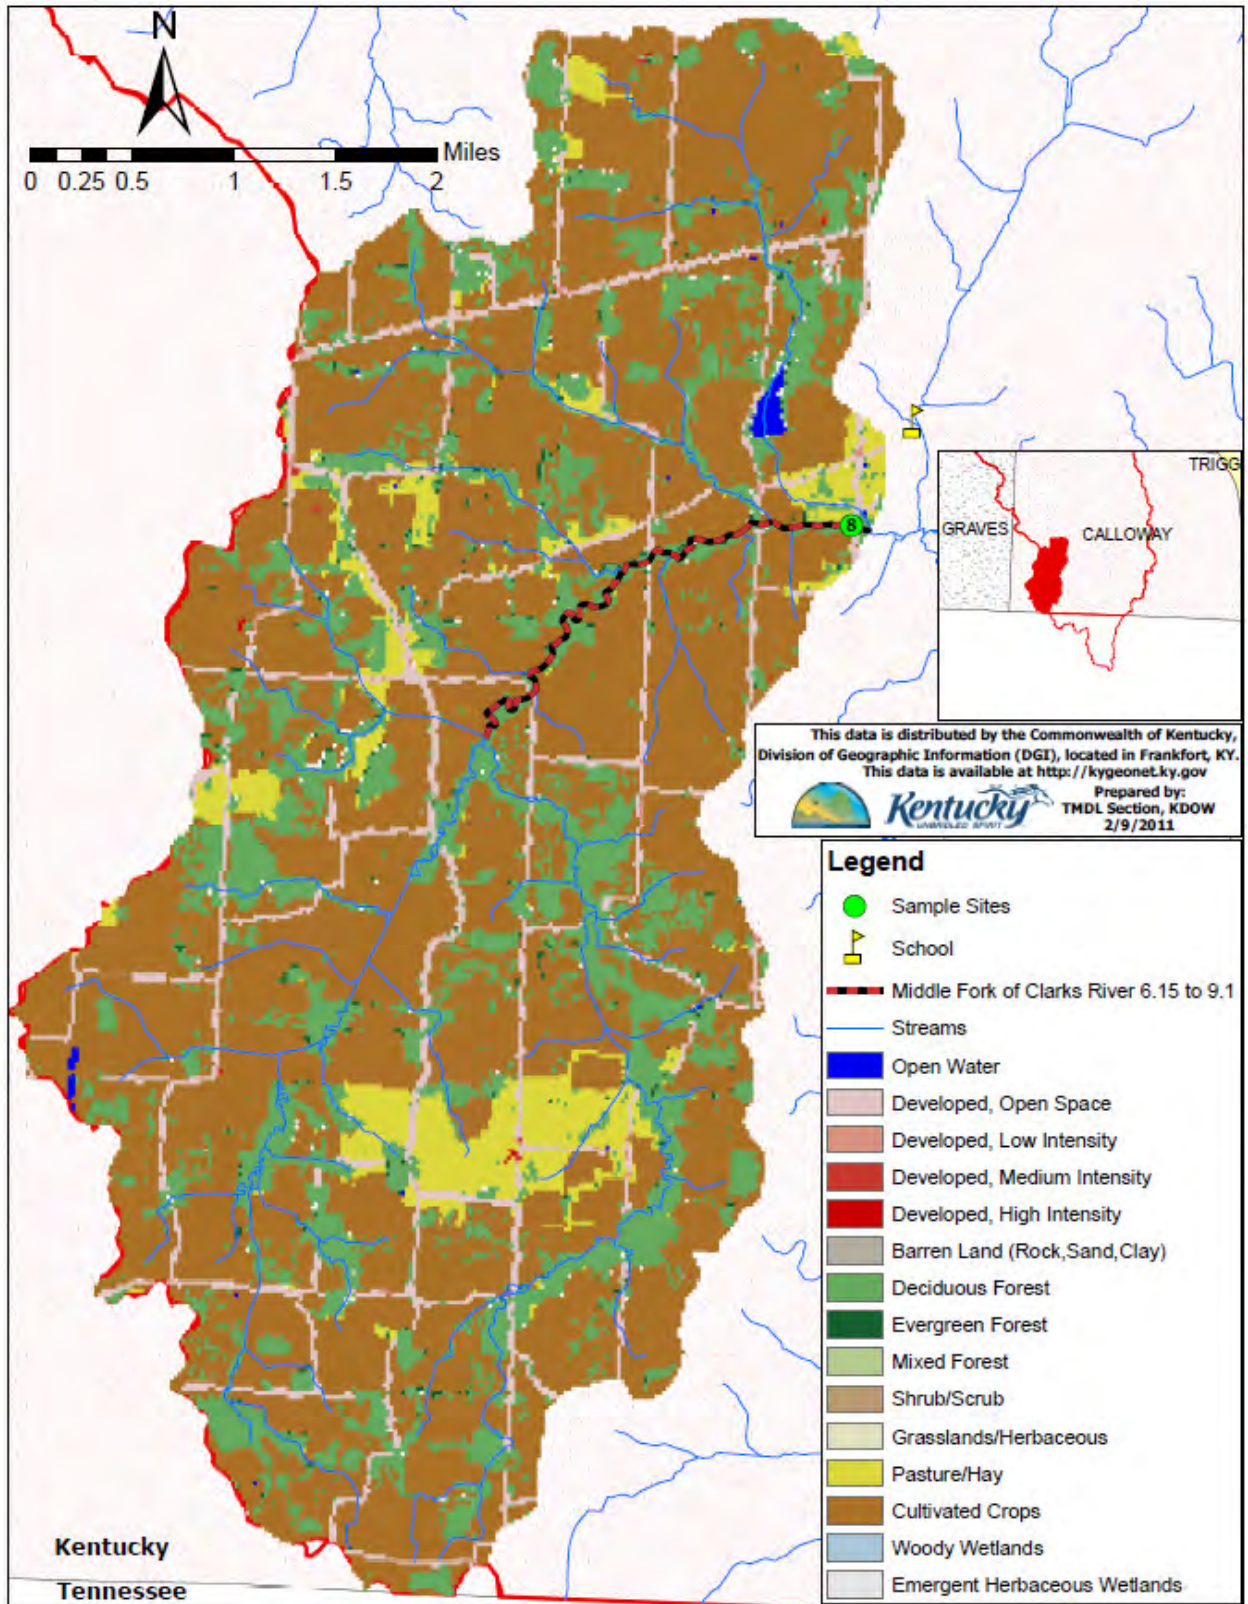 N
Miles
0 0.25 0.5 1 1.5 2
8
TRIGG
GRAVES
CALLOWAY
This data is distributed by the Commonwealth of Kentucky,
Division of Geographic Information (DGI), located in Frankfort, KY.
This data is available at http://kygeonet.ky.gov
Prepared by:
TMDL Section, KDOW
2/9/2011
Kentucky
UNBRIDLED SPIRIT
Legend
Sample Sites
School
Middle Fork of Clarks River 6.15 to 9.1
Streams
Open Water
Developed, Open Space
Developed, Low Intensity
Developed, Medium Intensity
Developed, High Intensity
Barren Land (Rock,Sand,Clay)
Deciduous Forest
Evergreen Forest
Mixed Forest
Shrub/Scrub
Grasslands/Herbaceous
Pasture/Hay
Cultivated Crops
Woody Wetlands
Emergent Herbaceous Wetlands
Kentucky
Tennessee